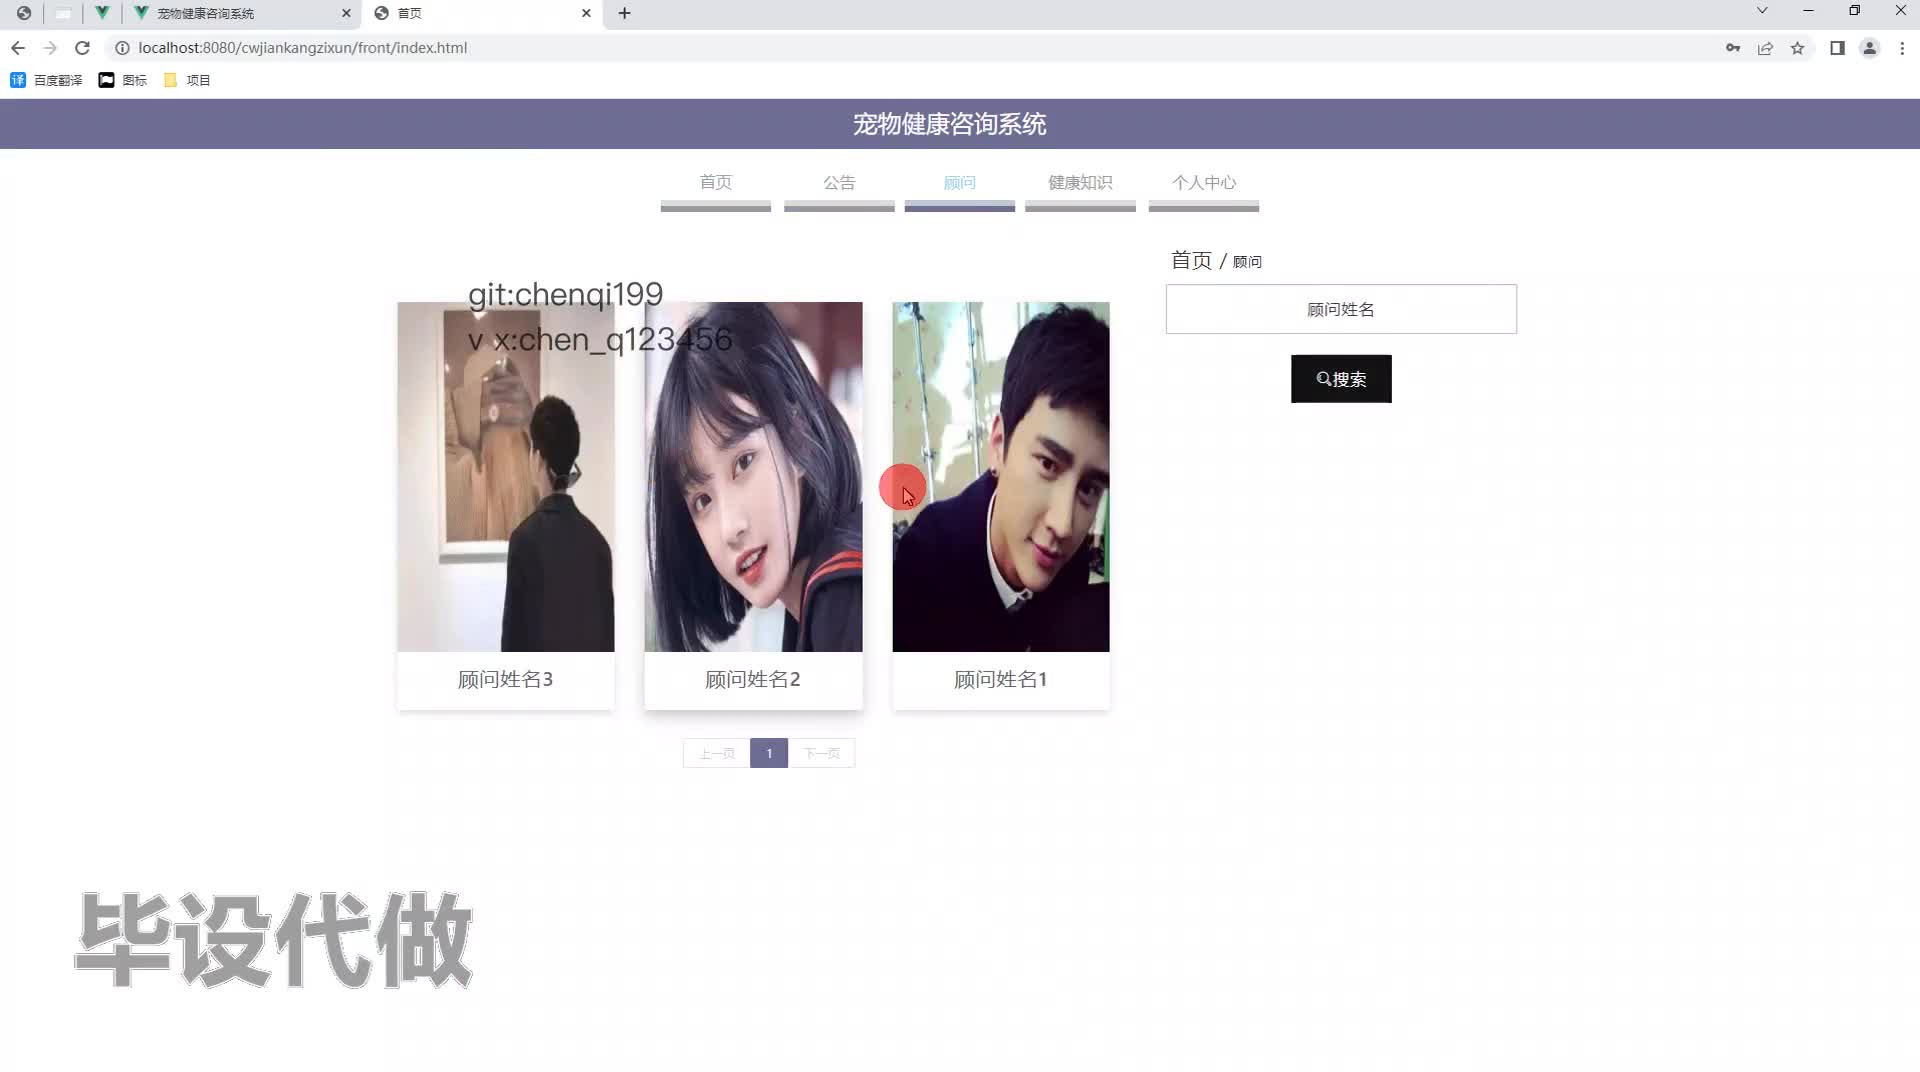 宠物健康咨询系统
首页
localhost:8080/cwjiankangzixun/front/index.html
百度翻译
图标
项目
宠物健康咨询系统
首页
公告
顾问
健康知识
个人中心
首页 / 顾问
顾问姓名
搜索
git:chenqi199
v x:chen_q123456
顾问姓名3
顾问姓名2
顾问姓名1
上一页
1
下一页
毕设代做